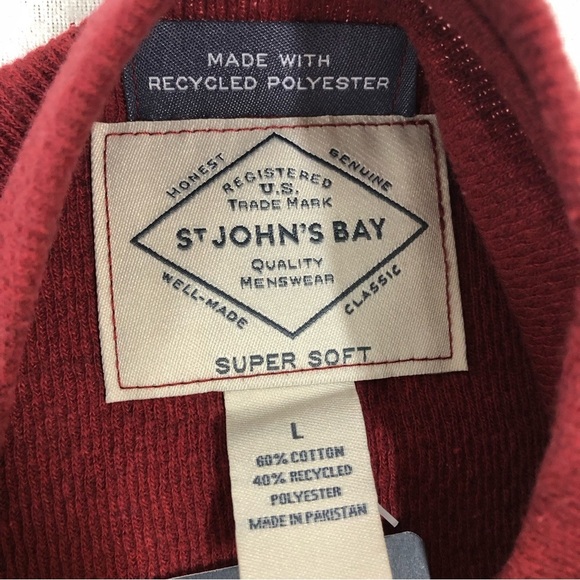 MADE WITH
RECYCLED POLYESTER
HONEST
GENUINE
REGISTERED
U.S.
TRADE MARK
ST JOHN'S BAY
QUALITY
MENSWEAR
WELL-MADE
CLASSIC
SUPER SOFT
L
60% COTTON
40% RECYCLED
POLYESTER
MADE IN PAKISTAN